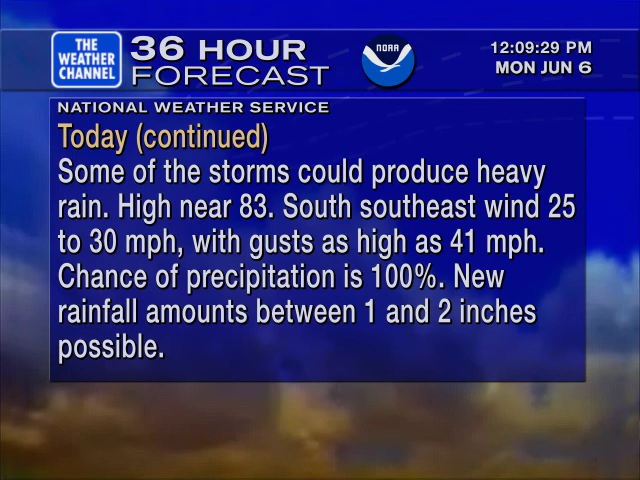 THE
WEATHER
CHANNEL
36 HOUR
FORECAST
NOAA
12:09:29 PM
MON JUN 6
NATIONAL WEATHER SERVICE
Today (continued)
Some of the storms could produce heavy
rain. High near 83. South southeast wind 25
to 30 mph, with gusts as high as 41 mph.
Chance of precipitation is 100%. New
rainfall amounts between 1 and 2 inches
possible.